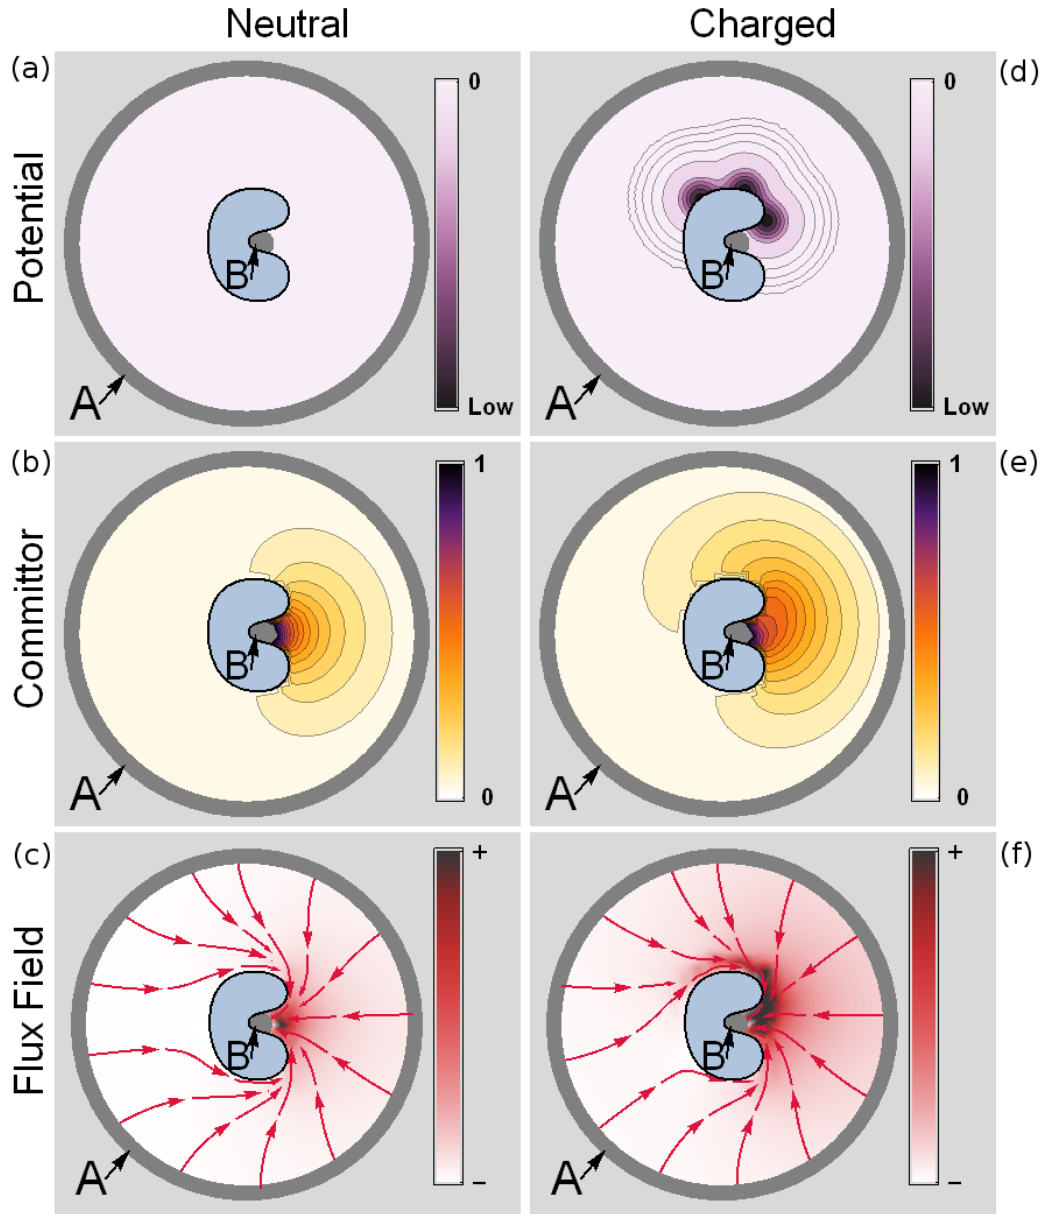 Neutral
Charged
Potential
(a)
0
Low
B
A
(d)
0
Low
B
A
Committor
(b)
1
0
B
A
(e)
1
0
B
A
Flux Field
(c)
+
−
B
A
(f)
+
−
B
A